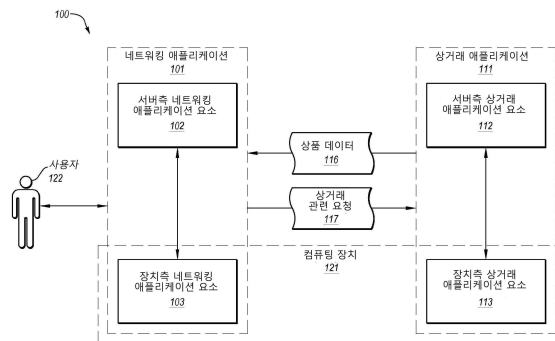 100
네트워킹 애플리케이션
101
상거래 애플리케이션
111
서버측 네트워킹
애플리케이션 요소
102
서버측 상거래
애플리케이션 요소
112
상품 데이터
116
사용자
122
상거래
관련 요청
117
컴퓨팅 장치
121
장치측 네트워킹
애플리케이션 요소
103
장치측 상거래
애플리케이션 요소
113